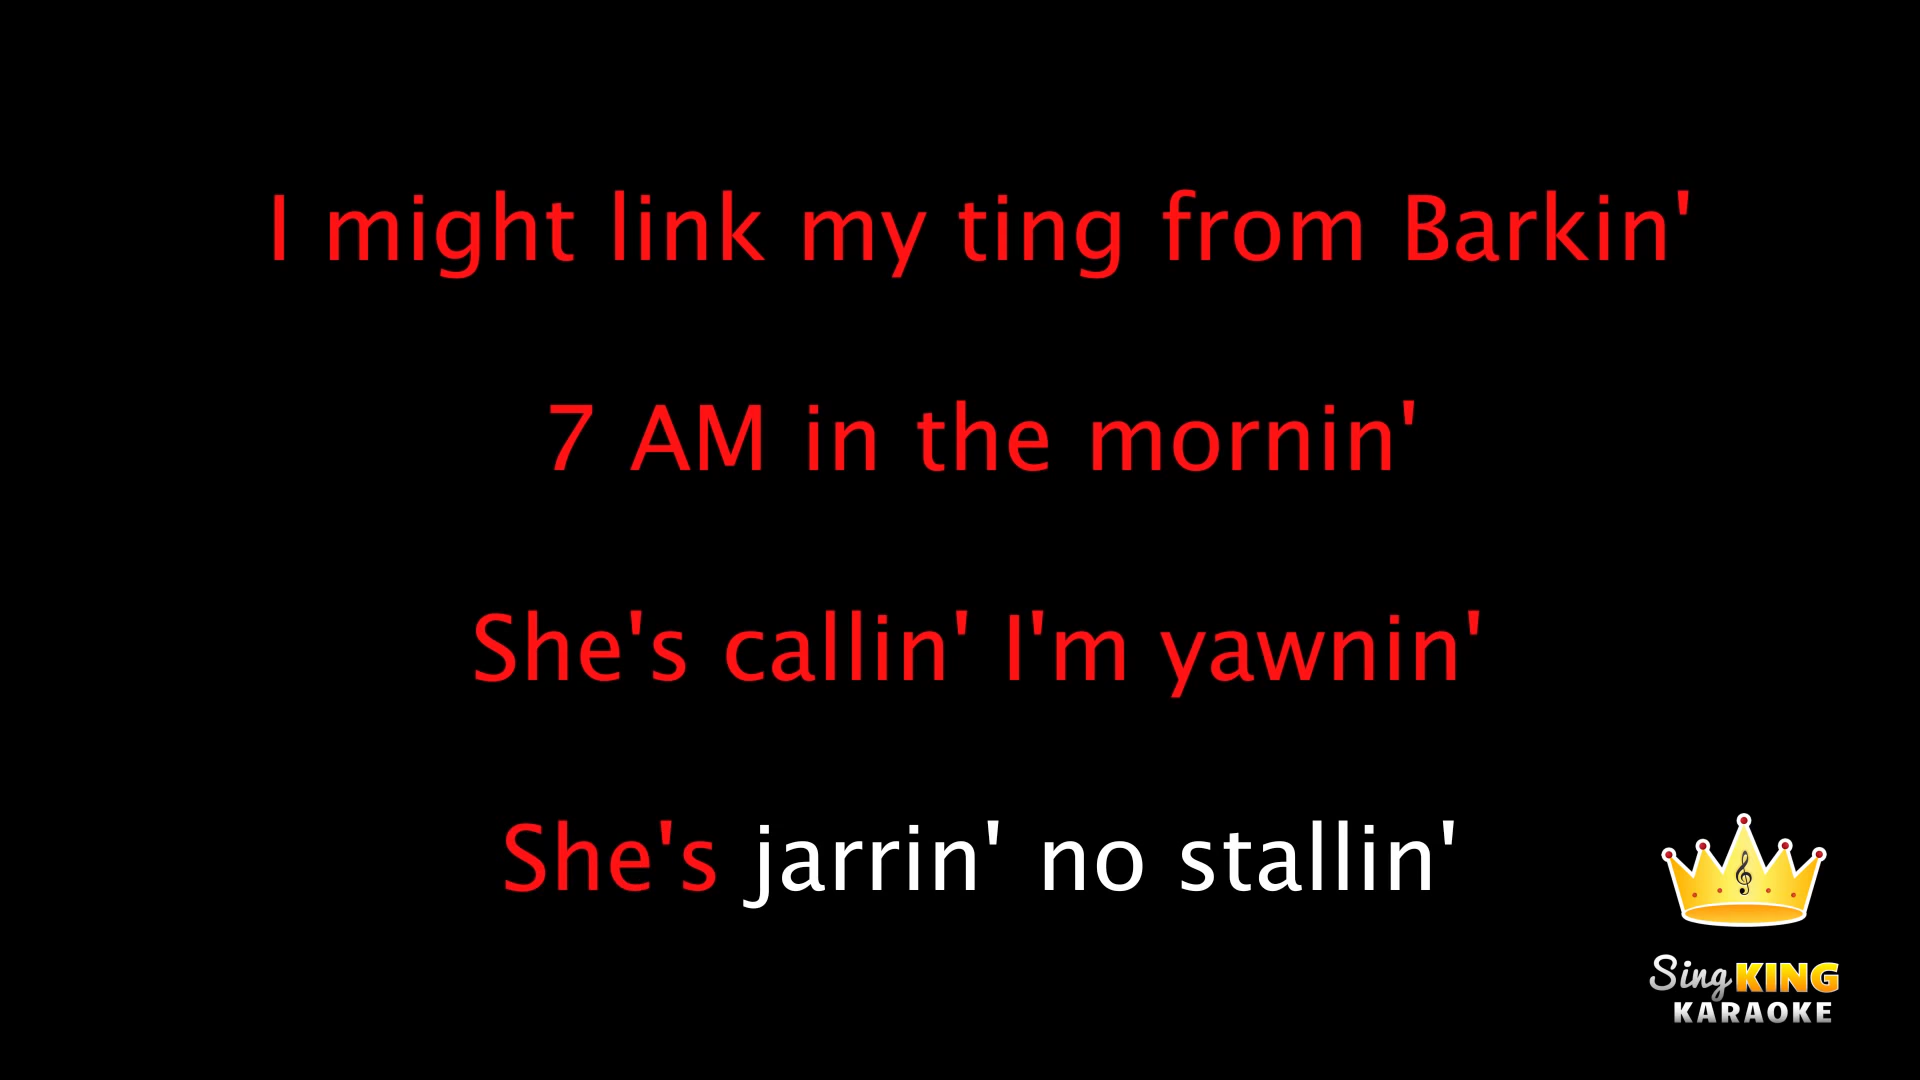 I might link my ting from Barkin'
7 AM in the mornin'
She's callin' I'm yawnin'
She's jarrin' no stallin'
Sing KING
KARAOKE